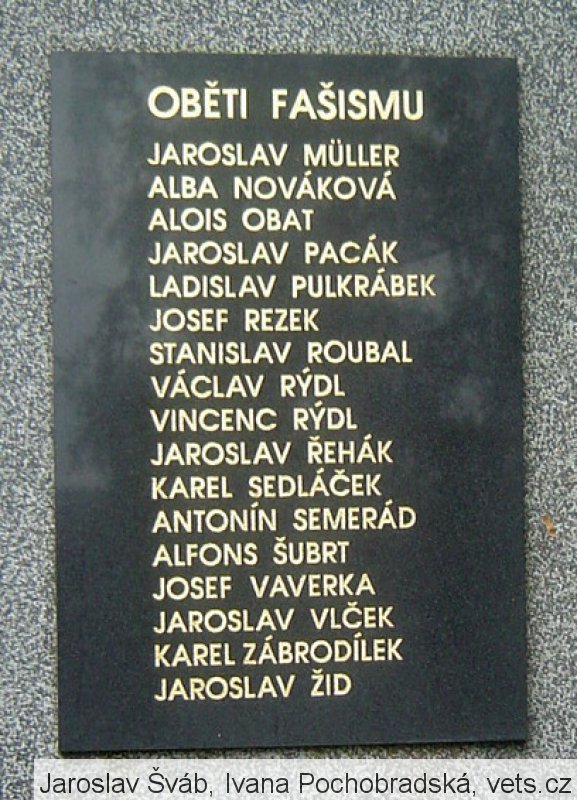 OBĚTI FAŠISMU
JAROSLAV MÜLLER
ALBA NOVÁKOVÁ
ALOIS OBAT
JAROSLAV PACÁK
LADISLAV PULKRÁBEK
JOSEF REZEK
STANISLAV ROUBAL
VÁCLAV RÝDL
VINCENC RÝDL
JAROSLAV ŘEHÁK
KAREL SEDLÁČEK
ANTONÍN SEMERÁD
ALFONS ŠUBRT
JOSEF VAVERKA
JAROSLAV VLČEK
KAREL ZÁBRODÍLEK
JAROSLAV ŽID
Jaroslav Šváb, Ivana Pochobradská, vets.cz